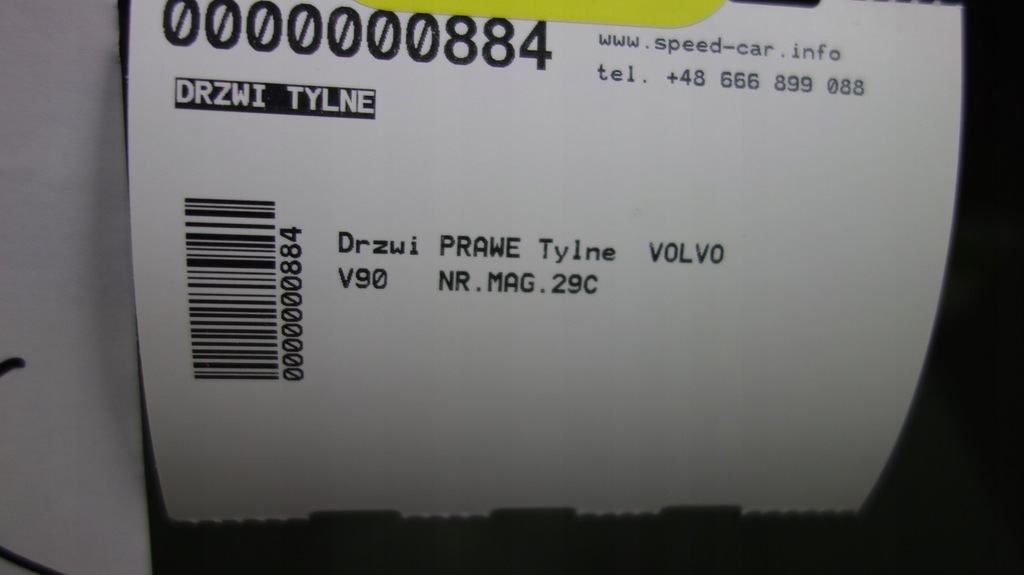 0000000884
www.speed-car.info
tel. +48 666 899 088
DRZWI TYLNE
0000000884
Drzwi PRAWE Tylne VOLVO
V90 NR.MAG.29C